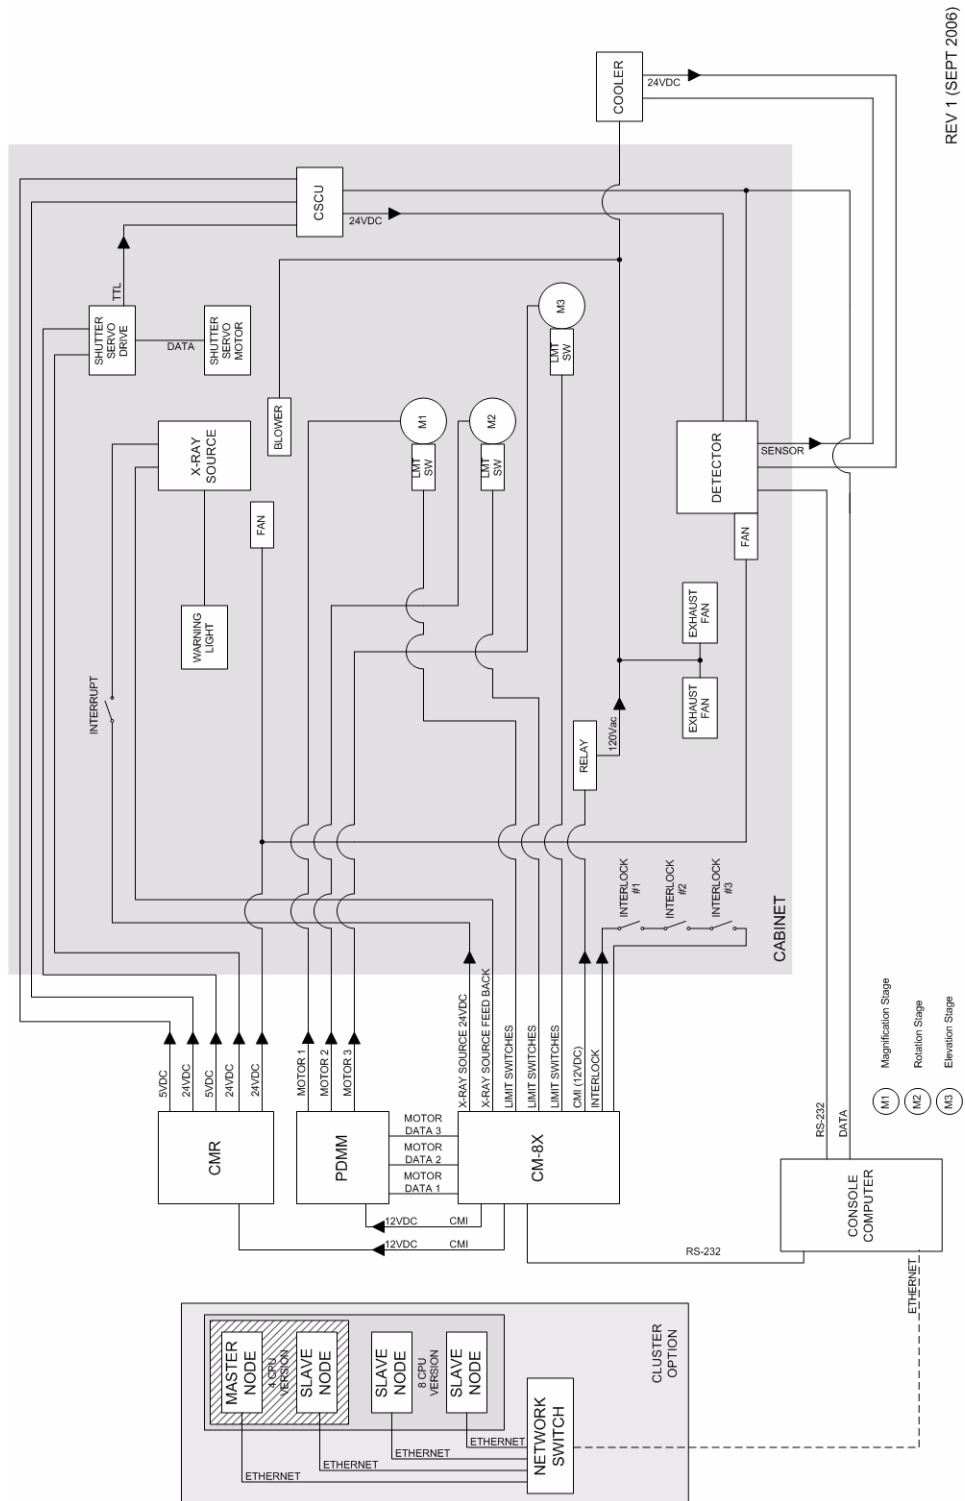 REV 1 (SEPT 2006)
COOLER
24VDC
CSCU
24VDC
TTL
SHUTTER
SERVO
DRIVE
DATA
SHUTTER
SERVO
MOTOR
M3
LMT
SW
BLOWER
X-RAY
SOURCE
M1
LMT
SW
M2
LMT
SW
SENSOR
DETECTOR
FAN
FAN
WARNING
LIGHT
EXHAUST
FAN
EXHAUST
FAN
INTERRUPT
RELAY
120Vac
INTERLOCK
#1
INTERLOCK
#2
INTERLOCK
#3
CABINET
5VDC
24VDC
5VDC
24VDC
24VDC
MOTOR 1
MOTOR 2
MOTOR 3
X-RAY SOURCE 24VDC
X-RAY SOURCE FEED BACK
LIMIT SWITCHES
LIMIT SWITCHES
LIMIT SWITCHES
CMI (12VDC)
INTERLOCK
CMR
PDMM
MOTOR
DATA 3
MOTOR
DATA 2
MOTOR
DATA 1
CM-8X
12VDC
CMI
12VDC
CMI
M1
Magnification Stage
M2
Rotation Stage
M3
Elevation Stage
RS-232
DATA
CONSOLE
COMPUTER
RS-232
ETHERNET
MASTER
NODE
4 CPU
VERSION
SLAVE
NODE
SLAVE
NODE
8 CPU
VERSION
SLAVE
NODE
CLUSTER
OPTION
ETHERNET
ETHERNET
ETHERNET
ETHERNET
NETWORK
SWITCH